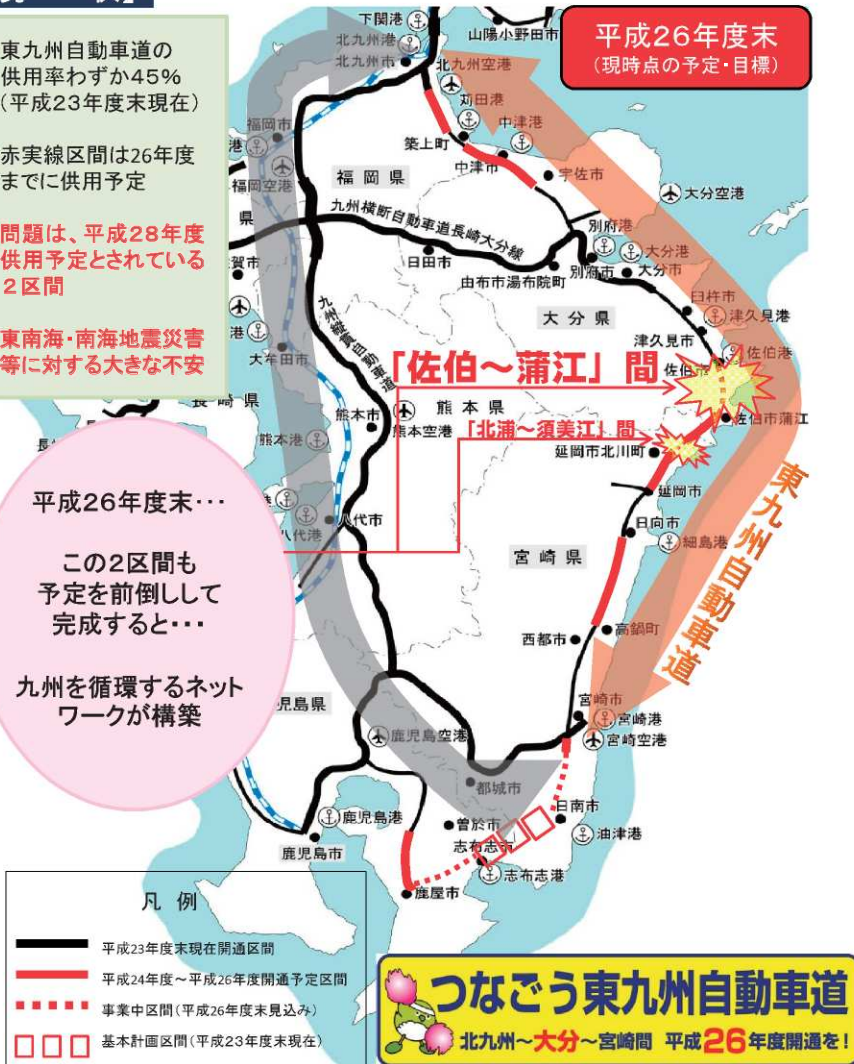 平成26年度末
(現時点の予定・目標)
東九州自動車道の
供用率わずか45%
(平成23年度末現在)
赤実線区間は26年度
までに供用予定
問題は、平成28年度
供用予定とされている
2区間
東南海・南海地震災害
等に対する大きな不安
下関港
北九州港
北九州市
山陽小野田市
北九州空港
苅田港
築上町
中津港
中津市
宇佐市
福岡市
福岡空港
福岡県
大分空港
九州横断自動車道長崎大分線
日田市
由布市湯布院町
別府港
別府市
大分港
大分市
大分県
臼杵市
津久見港
津久見市
佐伯港
佐伯市
九州縦貫自動車道
大牟田市
長崎県
「佐伯~蒲江」間
佐伯市蒲江
熊本市
熊本空港
熊本県
熊本港
「北浦~須美江」間
延岡市北川町
延岡市
八代市
八代港
日向市
細島港
宮崎県
東九州自動車道
平成26年度末・・・
この2区間も
予定を前倒しして
完成すると・・・
九州を循環するネット
ワークが構築
西都市
高鍋町
宮崎市
宮崎港
宮崎空港
児島県
鹿児島空港
都城市
鹿児島港
鹿児島市
曽於市
志布志市
志布志港
日南市
油津港
鹿屋市
凡 例
平成23年度末現在開通区間
平成24年度~平成26年度開通予定区間
事業中区間(平成26年度末見込み)
基本計画区間(平成23年度末現在)
つなごう東九州自動車道
北九州~大分~宮崎間 平成26年度開通を!